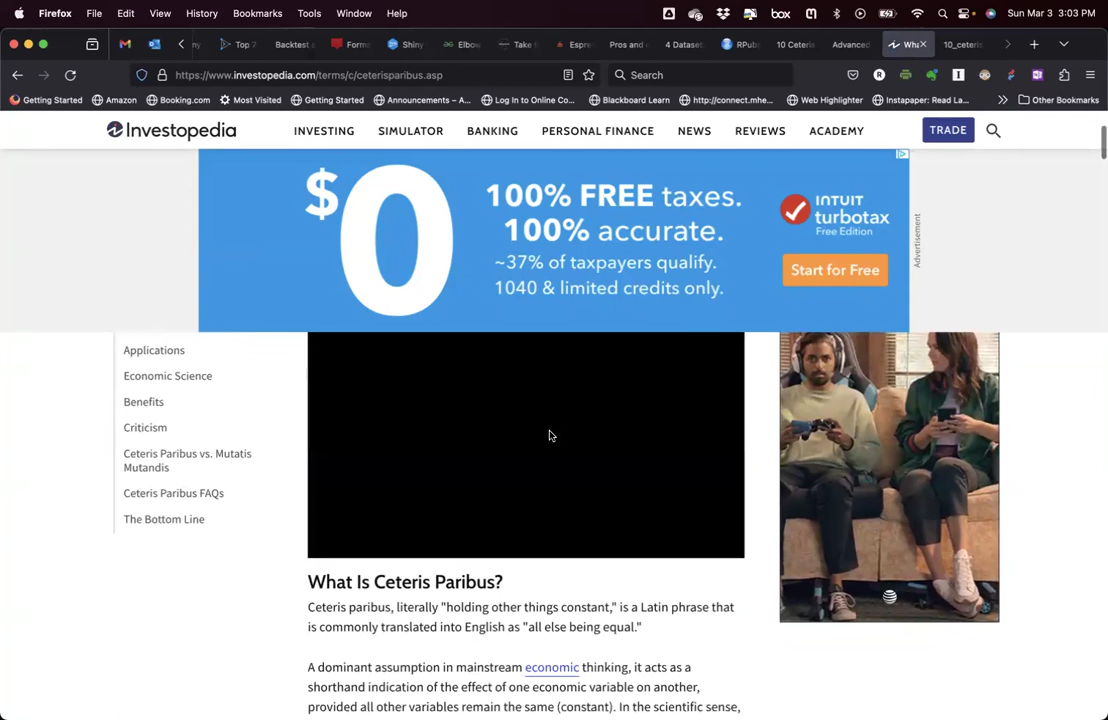 Firefox File Edit View History Bookmarks Tools Window Help box Sun Mar 3 3:03 PM
ny Top 7 Backtest a Forms Shiny Elbow Take t Espre Pros and 4 Dataset RPubs 10 Ceteris Advanced Wha 10_ceteris
https://www.investopedia.com/terms/c/ceterisparibus.asp Search
Getting Started Amazon Booking.com Most Visited Getting Started Announcements – A... Log In to Online Co... Blackboard Learn http://connect.mhe... Web Highlighter Instapaper: Read La... Other Bookmarks
Investopedia INVESTING SIMULATOR BANKING PERSONAL FINANCE NEWS REVIEWS ACADEMY TRADE
$0
100% FREE taxes.
100% accurate.
~37% of taxpayers qualify.
1040 & limited credits only.
INTUIT
turbotax
Free Edition
Start for Free
Advertisement
Applications
Economic Science
Benefits
Criticism
Ceteris Paribus vs. Mutatis
Mutandis
Ceteris Paribus FAQs
The Bottom Line
What Is Ceteris Paribus?
Ceteris paribus, literally "holding other things constant," is a Latin phrase that
is commonly translated into English as "all else being equal."
A dominant assumption in mainstream economic thinking, it acts as a
shorthand indication of the effect of one economic variable on another,
provided all other variables remain the same (constant). In the scientific sense,